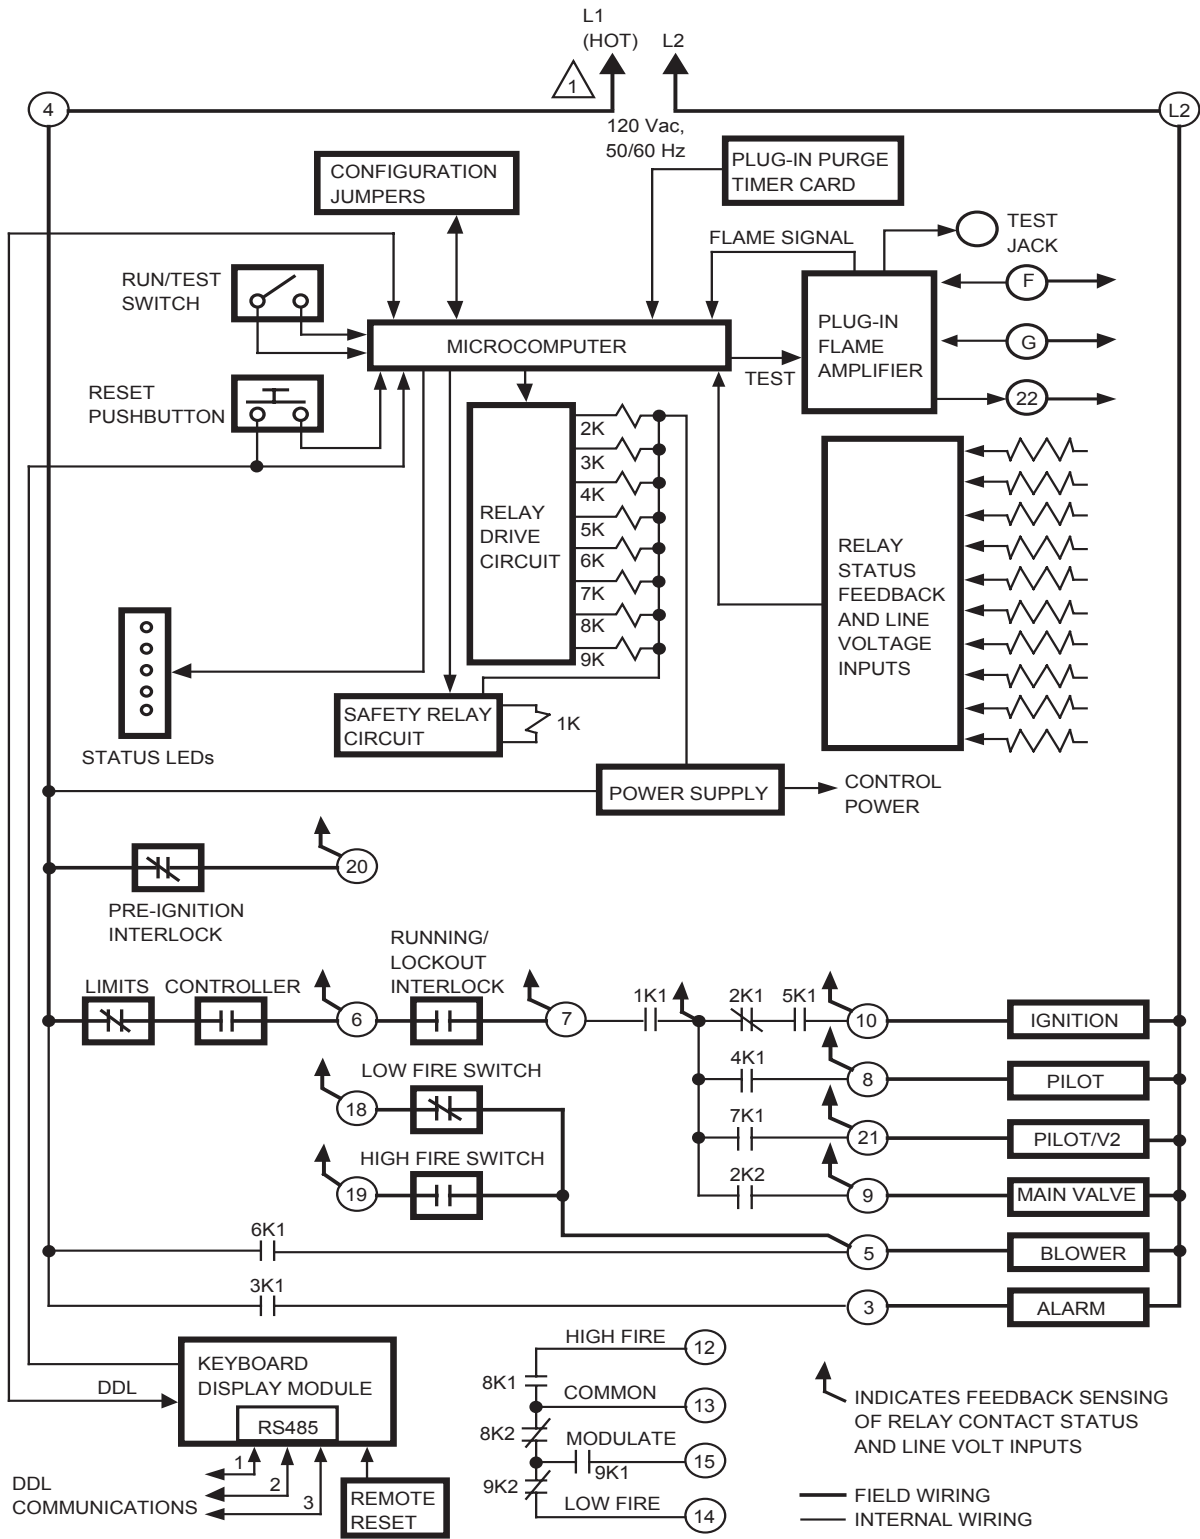 L1
(HOT)
L2
1
4
L2
120 Vac,
50/60 Hz
CONFIGURATION
JUMPERS
PLUG-IN PURGE
TIMER CARD
FLAME SIGNAL
TEST
JACK
RUN/TEST
SWITCH
F
MICROCOMPUTER
PLUG-IN
FLAME
AMPLIFIER
G
TEST
22
RESET
PUSHBUTTON
RELAY
DRIVE
CIRCUIT
2K
3K
4K
5K
6K
7K
8K
9K
RELAY
STATUS
FEEDBACK
AND LINE
VOLTAGE
INPUTS
STATUS LEDs
SAFETY RELAY
CIRCUIT
1K
POWER SUPPLY
CONTROL
POWER
20
PRE-IGNITION
INTERLOCK
RUNNING/
LOCKOUT
INTERLOCK
LIMITS
CONTROLLER
6
7
1K1
2K1
5K1
10
IGNITION
LOW FIRE SWITCH
4K1
8
PILOT
18
7K1
21
PILOT/V2
HIGH FIRE SWITCH
19
2K2
9
MAIN VALVE
6K1
5
BLOWER
3K1
3
ALARM
KEYBOARD
DISPLAY MODULE
RS485
DDL
1
2
3
DDL
COMMUNICATIONS
REMOTE
RESET
HIGH FIRE
12
8K1
COMMON
13
8K2
MODULATE
15
9K1
9K2
LOW FIRE
14
INDICATES FEEDBACK SENSING
OF RELAY CONTACT STATUS
AND LINE VOLT INPUTS
FIELD WIRING
INTERNAL WIRING